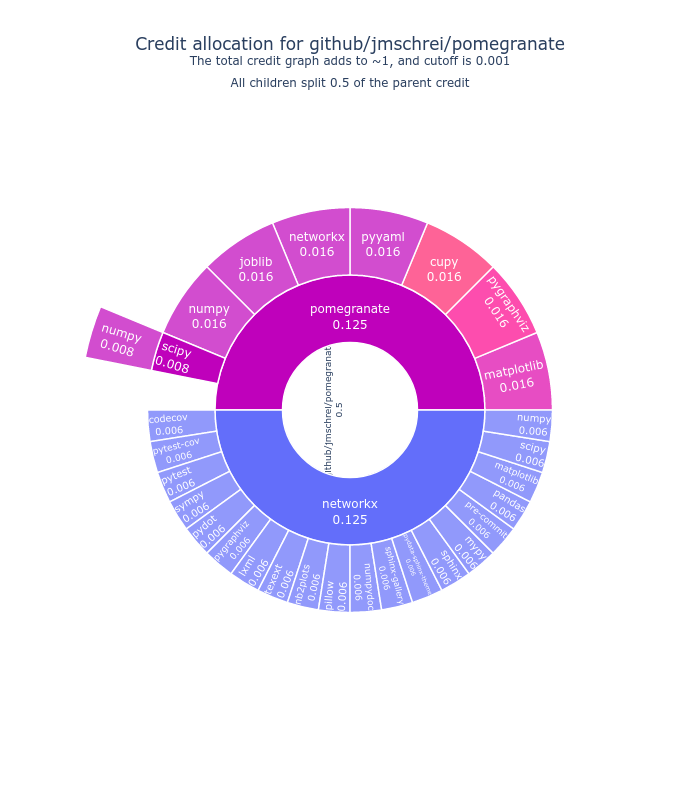 Credit allocation for github/jmschrei/pomegranate
The total credit graph adds to ~1, and cutoff is 0.001
All children split 0.5 of the parent credit
networkx
0.016
pyyaml
0.016
joblib
0.016
cupy
0.016
numpy
0.016
pygraphviz
0.016
pomegranate
0.125
numpy
0.008
scipy
0.008
matplotlib
0.016
github/jmschrei/pomegranate
0.5
codecov
0.006
pytest-cov
0.006
pytest
0.006
sympy
0.006
pydot
0.006
pygraphviz
0.006
lxml
0.006
texext
0.006
nb2plots
0.006
pillow
0.006
networkx
0.125
numpydoc
0.006
sphinx-gallery
0.006
pydata-sphinx-theme
0.006
sphinx
0.006
mypy
0.006
pre-commit
0.006
pandas
0.006
matplotlib
0.006
scipy
0.006
numpy
0.006